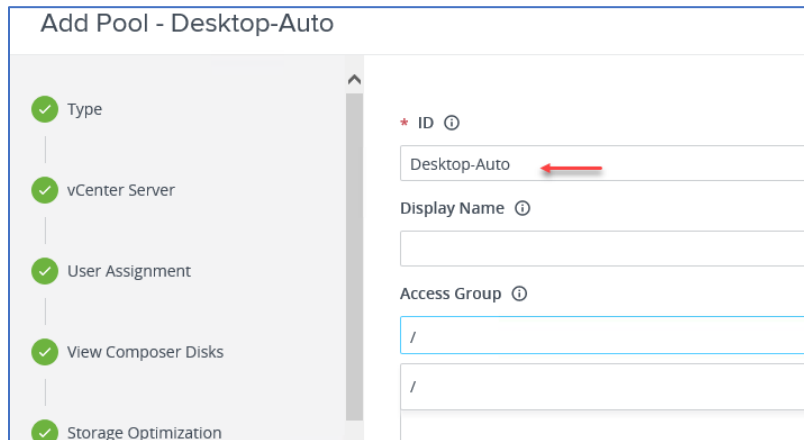 Add Pool - Desktop-Auto
Type
vCenter Server
User Assignment
View Composer Disks
Storage Optimization
* ID
Desktop-Auto
Display Name
Access Group
/
/